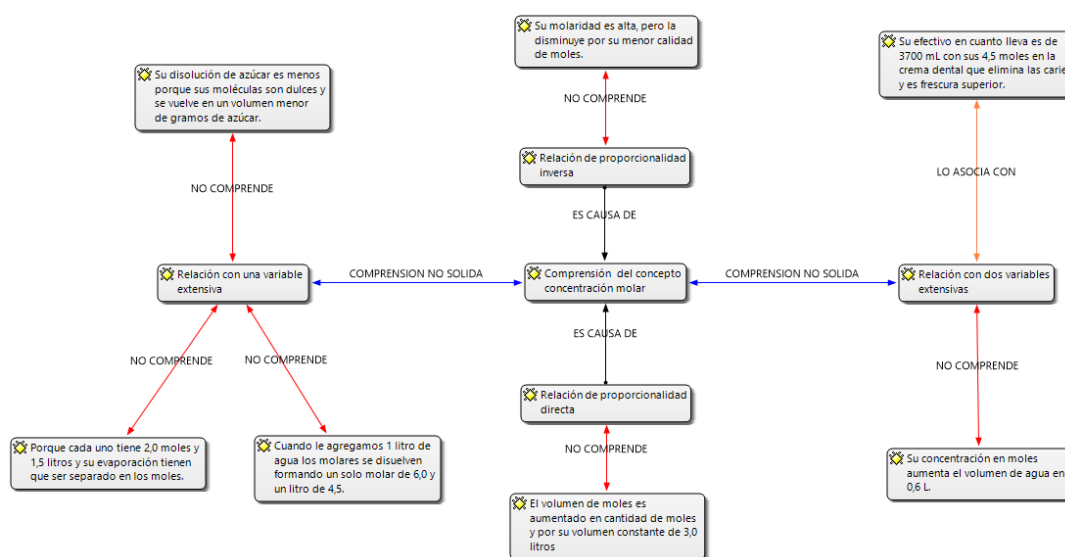 Su molaridad es alta, pero la
disminuye por su menor calidad
de moles.
Su efectivo en cuanto lleva es de
3700 mL con sus 4,5 moles en la
crema dental que elimina las carie
y es frescura superior.
Su disolución de azúcar es menos
porque sus moléculas son dulces y
se vuelve en un volumen menor
de gramos de azúcar.
NO COMPRENDE
Relación de proporcionalidad
inversa
NO COMPRENDE
LO ASOCIA CON
ES CAUSA DE
Relación con una variable
extensiva
COMPRENSION NO SOLIDA
Comprensión del concepto
concentración molar
COMPRENSION NO SOLIDA
Relación con dos variables
extensivas
ES CAUSA DE
NO COMPRENDE
NO COMPRENDE
NO COMPRENDE
Relación de proporcionalidad
directa
NO COMPRENDE
Porque cada uno tiene 2,0 moles y
1,5 litros y su evaporación tienen
que ser separado en los moles.
Cuando le agregamos 1 litro de
agua los molares se disuelven
formando un solo molar de 6,0 y
un litro de 4,5.
Su concentración en moles
aumenta el volumen de agua en
0,6 L.
El volumen de moles es
aumentado en cantidad de moles
y por su volumen constante de 3,0
litros